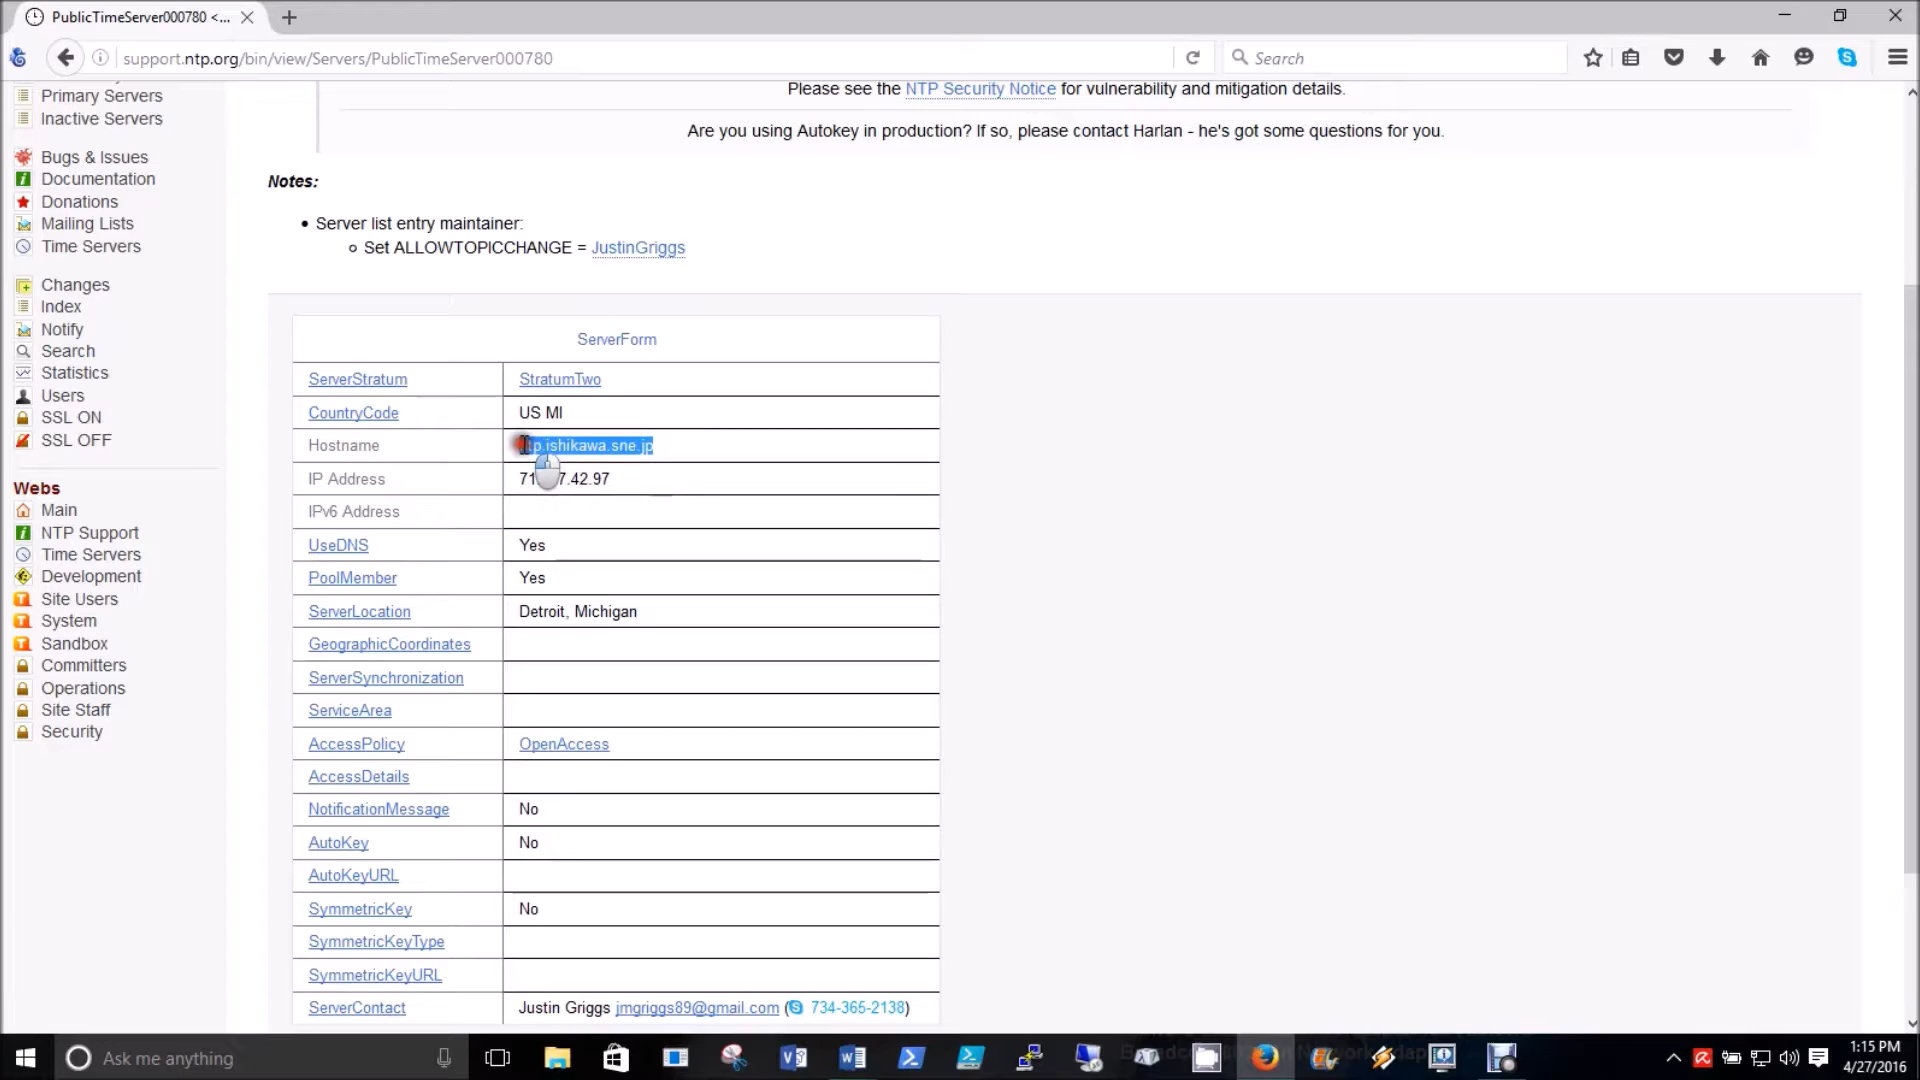 PublicTimeServer000780 <...
support.ntp.org/bin/view/Servers/PublicTimeServer000780
Search
Primary Servers
Inactive Servers
Bugs & Issues
Documentation
Donations
Mailing Lists
Time Servers
Changes
Index
Notify
Search
Statistics
Users
SSL ON
SSL OFF
Webs
Main
NTP Support
Time Servers
Development
Site Users
System
Sandbox
Committers
Operations
Site Staff
Security
Please see the NTP Security Notice for vulnerability and mitigation details.
Are you using Autokey in production? If so, please contact Harlan - he's got some questions for you.
Notes:
Server list entry maintainer:
Set ALLOWTOPICCHANGE = JustinGriggs
ServerForm
ServerStratum StratumTwo
CountryCode US MI
Hostname
IP Address
IPv6 Address
UseDNS Yes
PoolMember Yes
ServerLocation Detroit, Michigan
GeographicCoordinates
ServerSynchronization
ServiceArea
AccessPolicy OpenAccess
AccessDetails
NotificationMessage No
AutoKey No
AutoKeyURL
SymmetricKey No
SymmetricKeyType
SymmetricKeyURL
ServerContact Justin Griggs jmgriggs89@gmail.com (734-365-2138)
Ask me anything
1:15 PM
4/27/2016